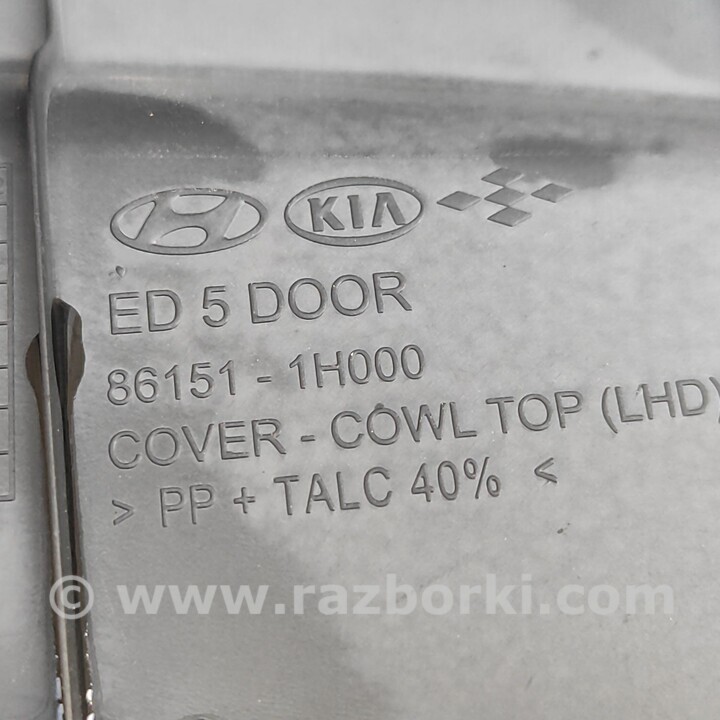 KIA
ED 5 DOOR
86151 - 1H000
COVER - COWL TOP (LHD)
> PP + TALC 40% <
© www.razborki.com